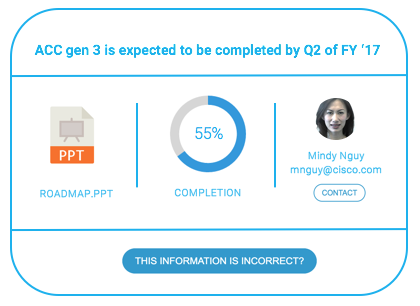 ACC gen 3 is expected to be completed by Q2 of FY '17
PPT
ROADMAP.PPT
55%
COMPLETION
Mindy Nguy
mnguy@cisco.com
CONTACT
THIS INFORMATION IS INCORRECT?